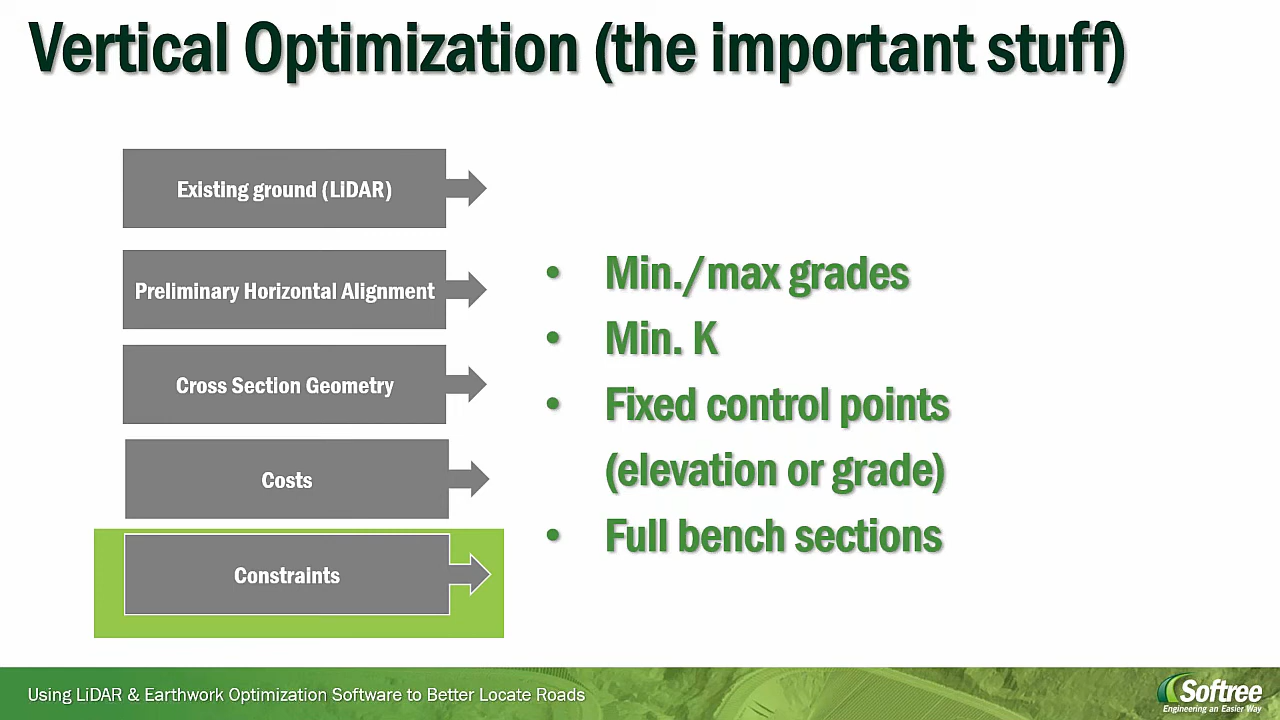 Vertical Optimization (the important stuff)
Existing ground (LiDAR)
Preliminary Horizontal Alignment
Cross Section Geometry
Costs
Constraints
• Min./max grades
• Min. K
• Fixed control points
(elevation or grade)
• Full bench sections
Using LiDAR & Earthwork Optimization Software to Better Locate Roads
Softree
Engineering an Easier Way